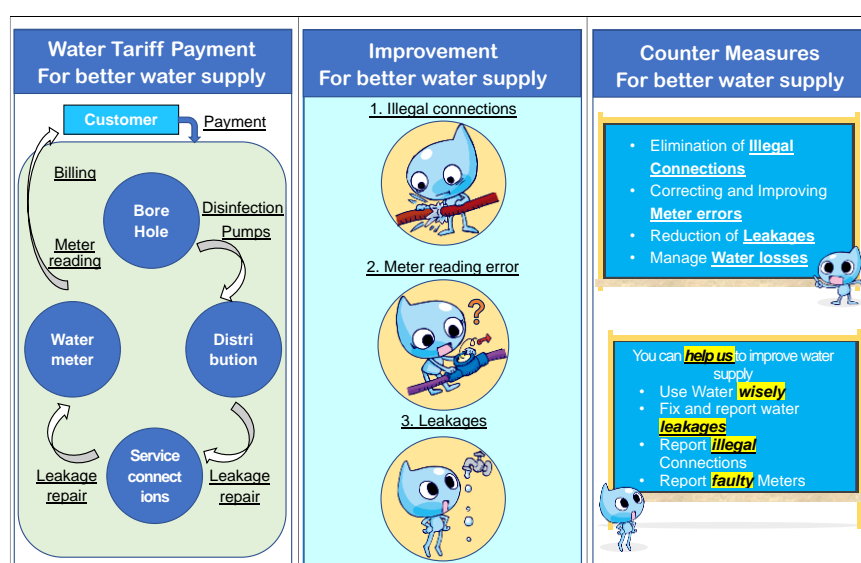 Water Tariff Payment
For better water supply
Customer
Payment
Billing
Bore
Hole
Disinfection
Pumps
Meter
reading
Water
meter
Distri
bution
Service
connect
ions
Leakage
repair
Leakage
repair
Improvement
For better water supply
1. Illegal connections
2. Meter reading error
?
3. Leakages
Counter Measures
For better water supply
• Elimination of Illegal
Connections
• Correcting and Improving
Meter errors
• Reduction of Leakages
• Manage Water losses
You can help us to improve water
supply
• Use Water wisely
• Fix and report water
leakages
• Report illegal
Connections
• Report faulty Meters